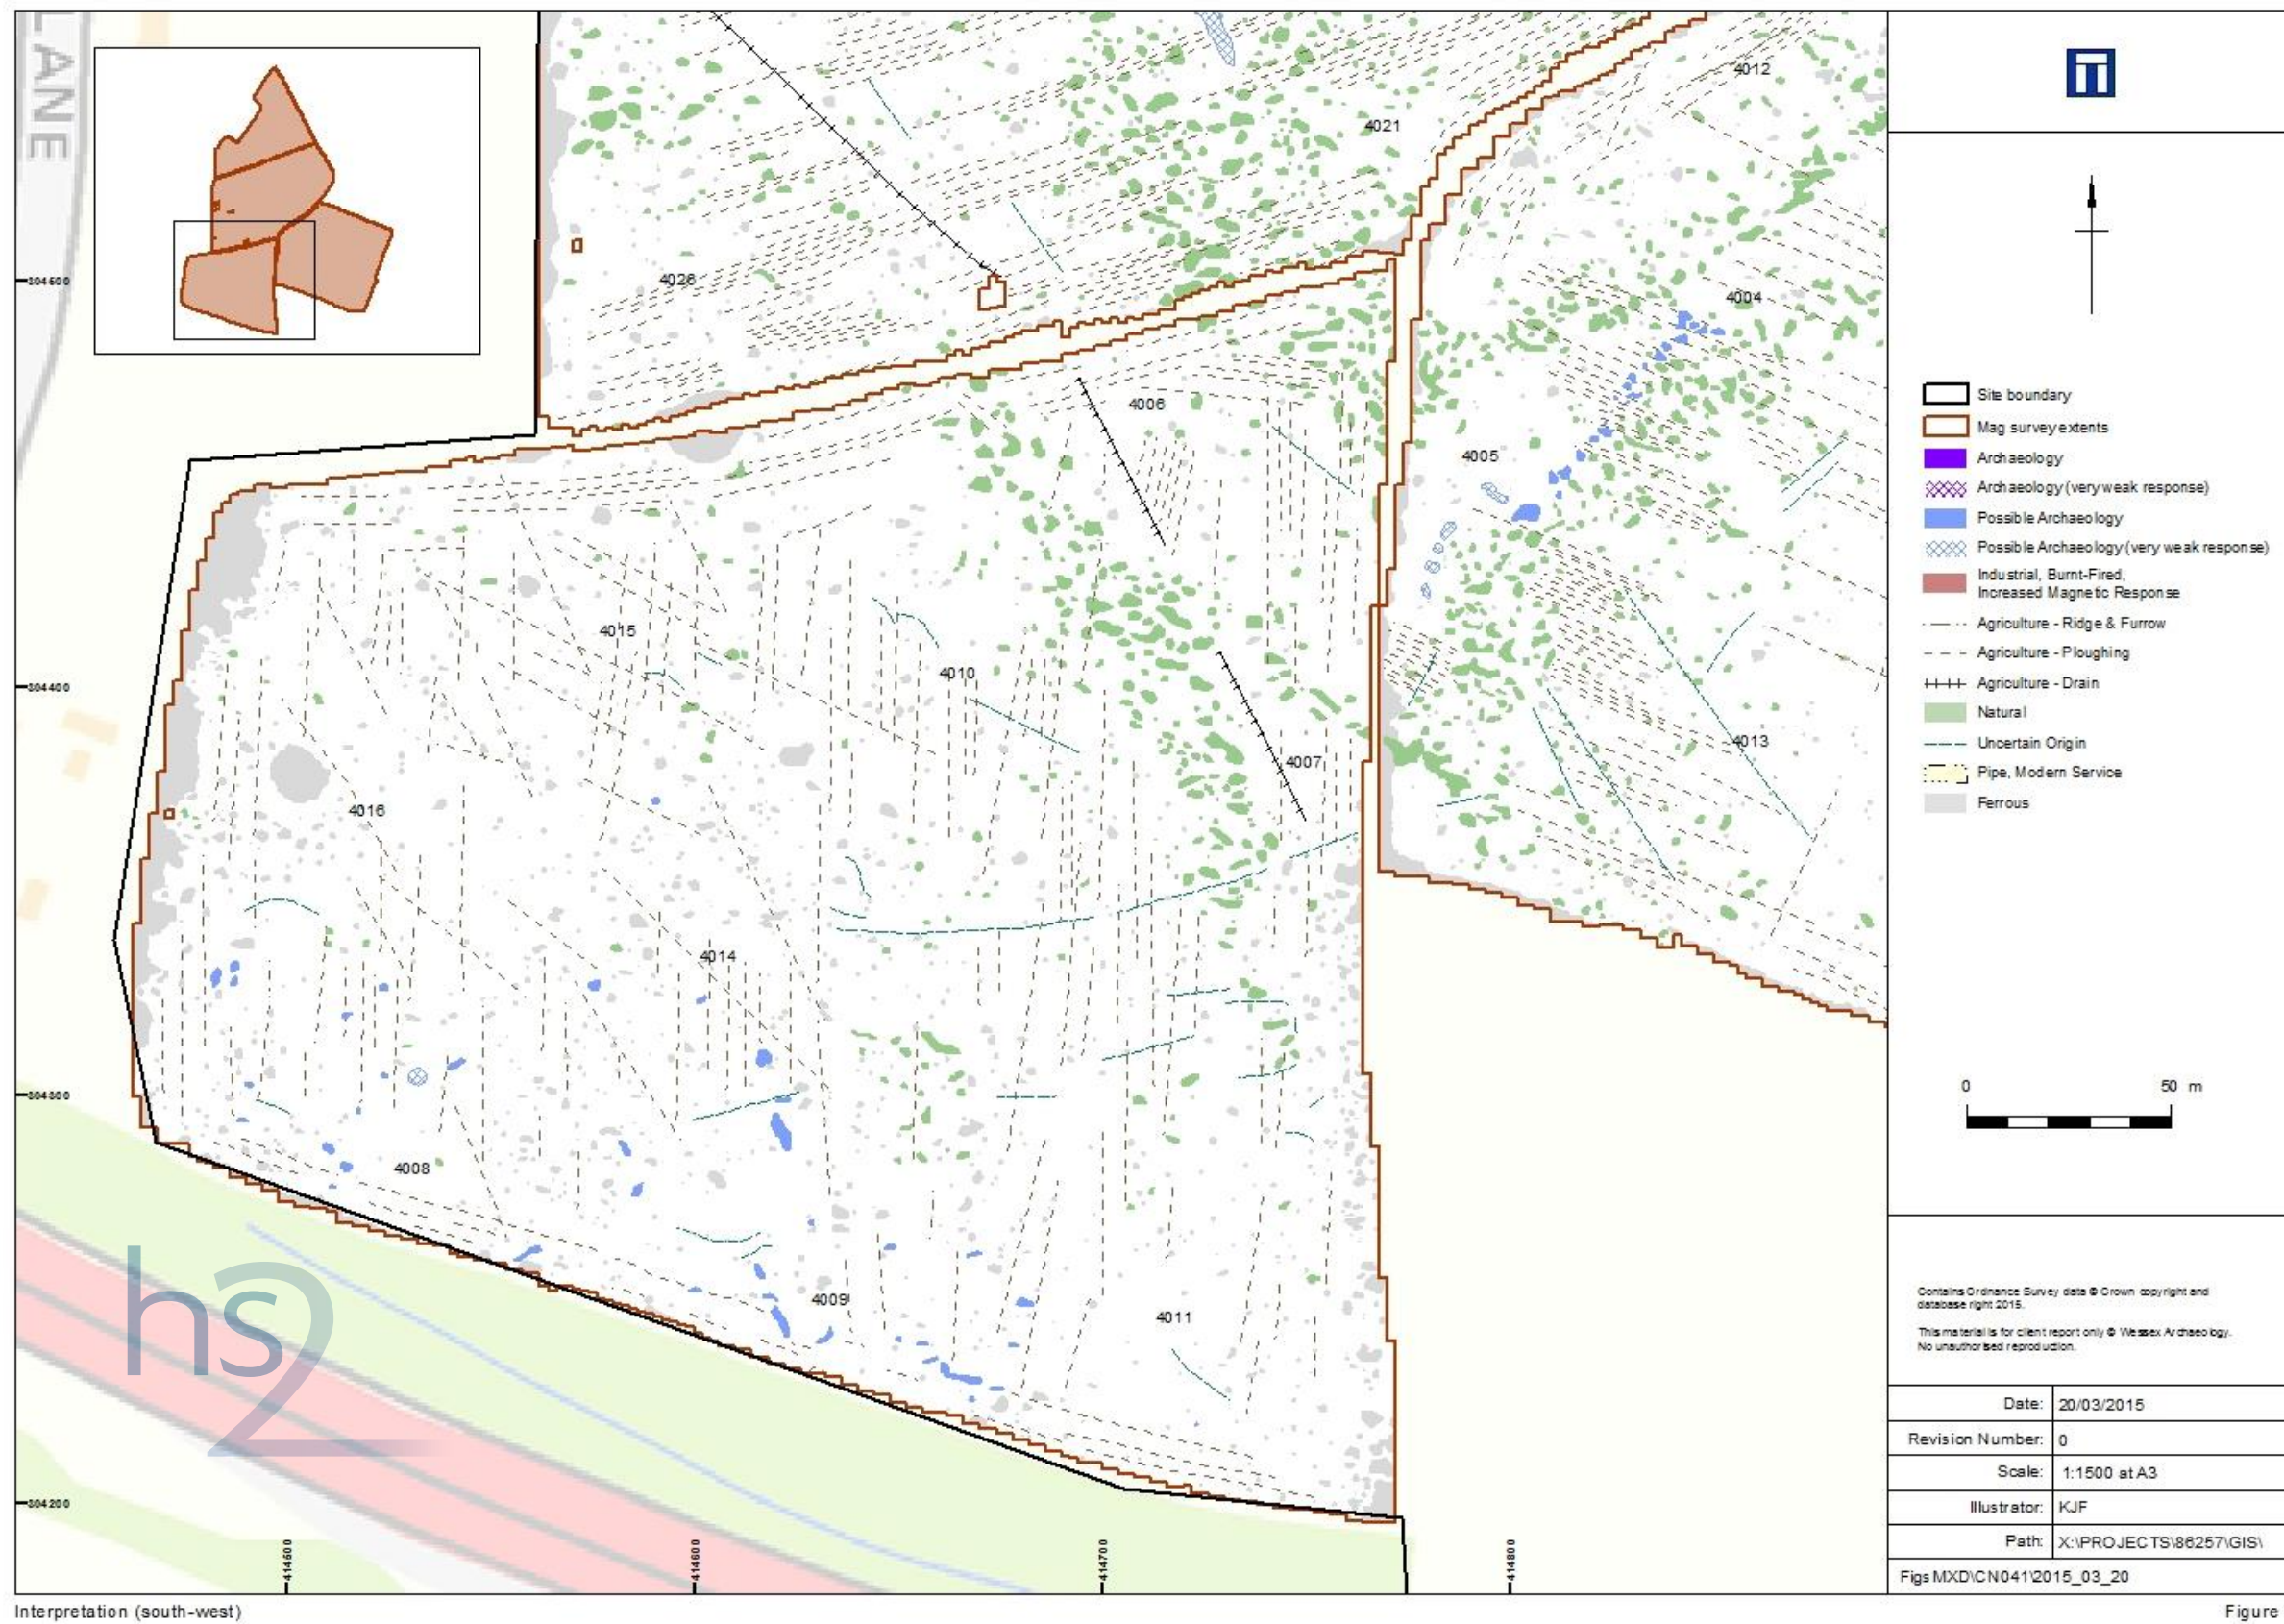 LANE
4012
4021
4026
4004
4006
4005
4015
4010
4007
4013
4016
4014
4008
4009
4011
304500
304400
304300
304200
414500
414600
414700
414800
hs2
Site boundary
Mag survey extents
Archaeology
Archaeology (very weak response)
Possible Archaeology
Possible Archaeology (very weak response)
Industrial, Burnt-Fired,
Increased Magnetic Response
Agriculture - Ridge & Furrow
Agriculture - Ploughing
Agriculture - Drain
Natural
Uncertain Origin
Pipe, Modern Service
Ferrous
0 50 m
Contains Ordnance Survey data © Crown copyright and
database right 2015.
This material is for client report only © Wessex Archaeology.
No unauthorised reproduction.
Date: 20/03/2015
Revision Number: 0
Scale: 1:1500 at A3
Illustrator: KJF
Path: X:\PROJECTS\86257\GIS\
Figs MXD\CN041\2015_03_20
Interpretation (south-west)
Figure